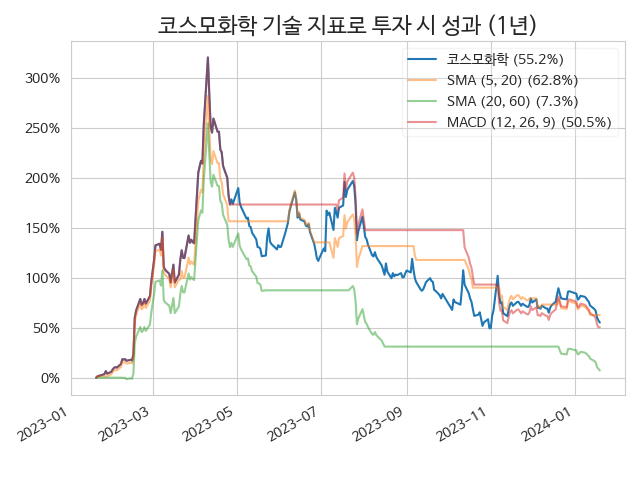 코스모화학 기술 지표로 투자 시 성과 (1년)
코스모화학 (55.2%)
SMA (5, 20) (62.8%)
SMA (20, 60) (7.3%)
MACD (12, 26, 9) (50.5%)
300%
250%
200%
150%
100%
50%
0%
2023-01
2023-03
2023-05
2023-07
2023-09
2023-11
2024-01